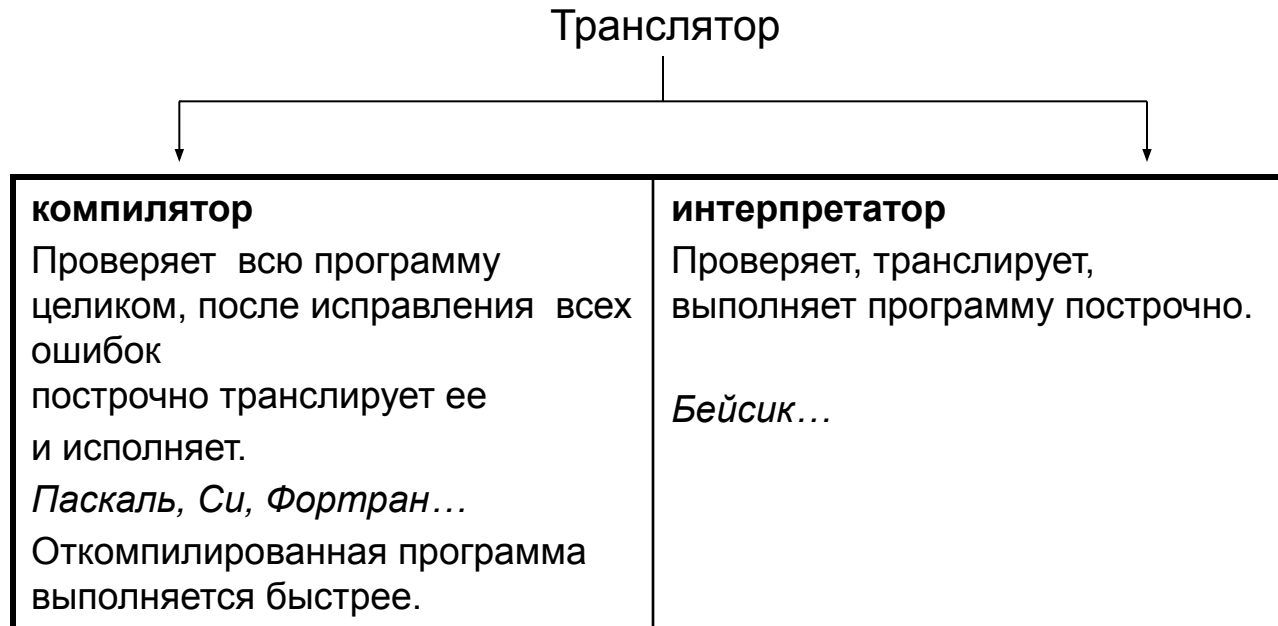 Транслятор
компилятор
Проверяет всю программу
целиком, после исправления всех
ошибок
построчно транслирует ее
и исполняет.
Паскаль, Си, Фортран…
Откомпилированная программа
выполняется быстрее.
интерпретатор
Проверяет, транслирует,
выполняет программу построчно.
Бейсик…